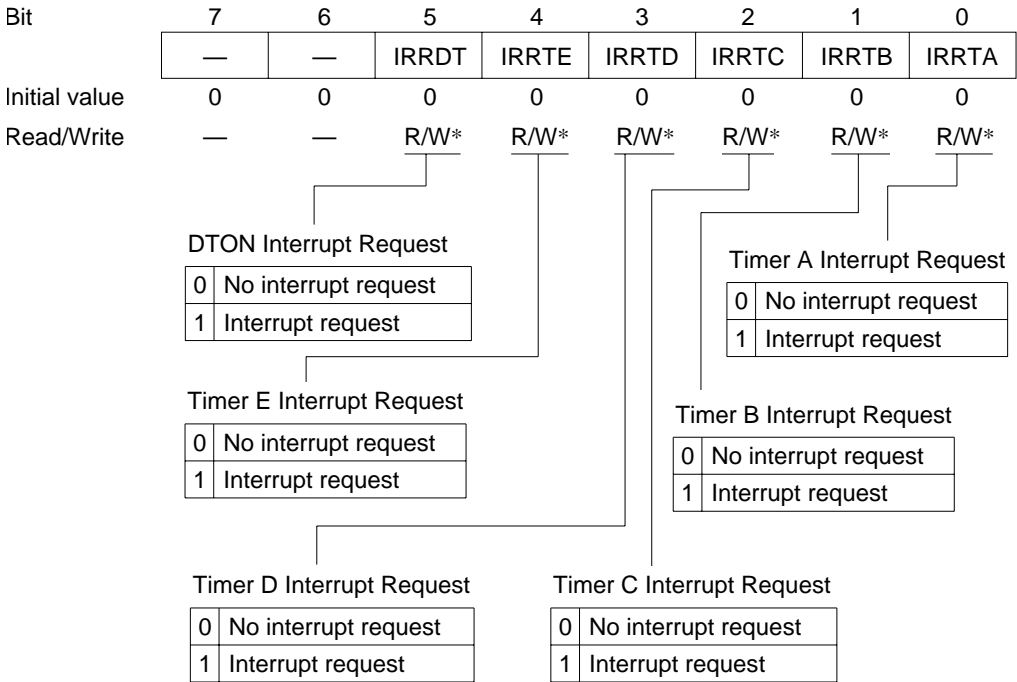 Bit 7 6 5 4 3 2 1 0
— — IRRDT IRRTE IRRTD IRRTC IRRTB IRRTA
Initial value 0 0 0 0 0 0 0 0
Read/Write — — R/W* R/W* R/W* R/W* R/W* R/W*
DTON Interrupt Request
0 No interrupt request
1 Interrupt request
Timer A Interrupt Request
0 No interrupt request
1 Interrupt request
Timer E Interrupt Request
0 No interrupt request
1 Interrupt request
Timer B Interrupt Request
0 No interrupt request
1 Interrupt request
Timer D Interrupt Request
0 No interrupt request
1 Interrupt request
Timer C Interrupt Request
0 No interrupt request
1 Interrupt request